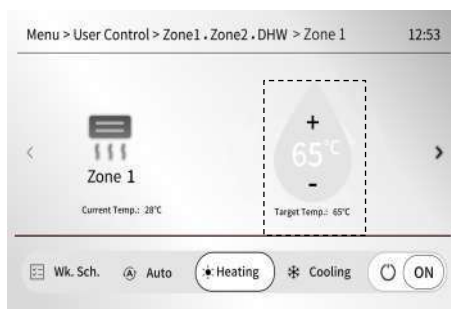 Menu > User Control > Zone1 . Zone2 . DHW > Zone 1 12:53
+
65°C
-
Zone 1
Current Temp.: 28°C Target Temp.: 65°C
Wk. Sch. A Auto Heating Cooling ON